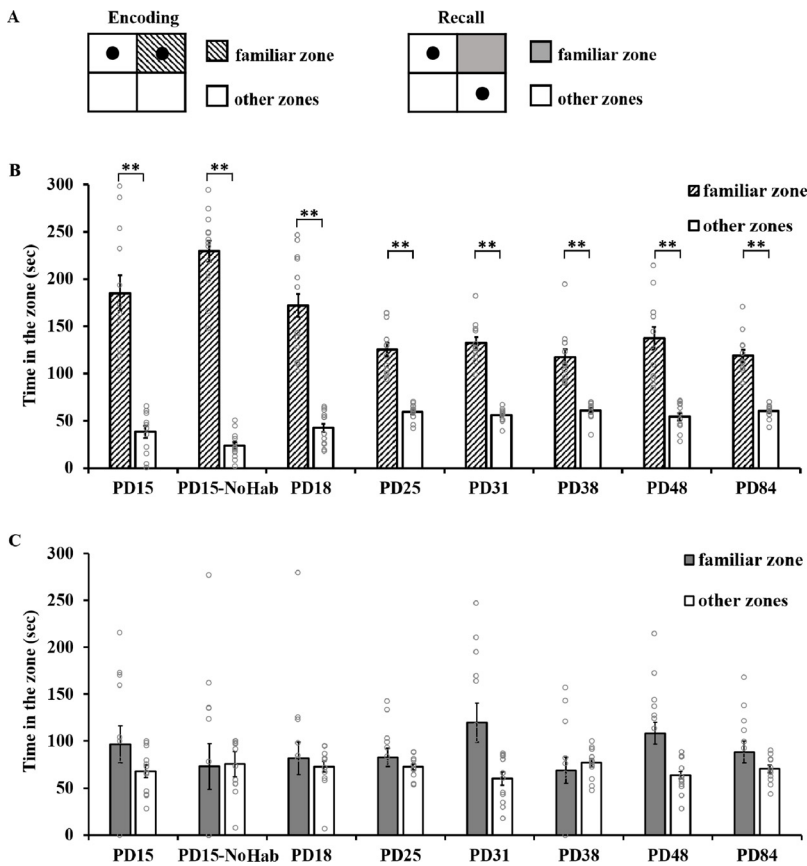 A
Encoding
familiar zone
other zones
Recall
familiar zone
other zones
B
Time in the zone (sec)
300
250
200
150
100
50
0
** ** ** ** ** ** ** **
familiar zone
other zones
PD15 PD15-NoHab PD18 PD25 PD31 PD38 PD48 PD84
C
Time in the zone (sec)
300
250
200
150
100
50
0
familiar zone
other zones
PD15 PD15-NoHab PD18 PD25 PD31 PD38 PD48 PD84